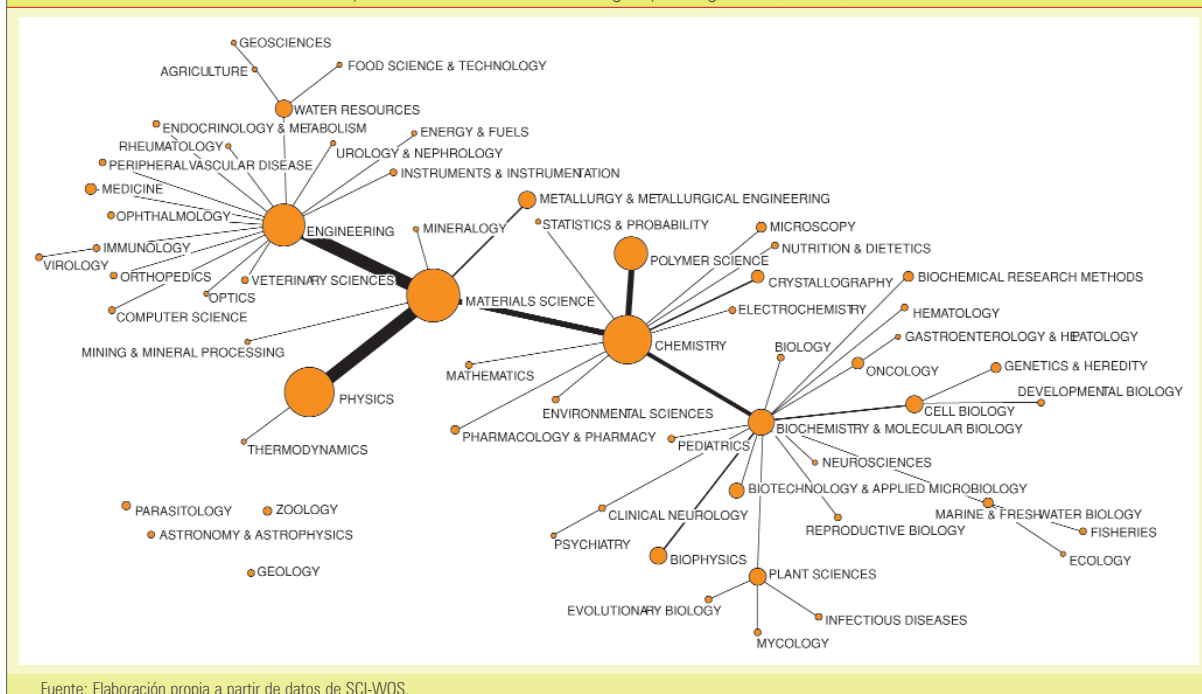 GEOSCIENCES
AGRICULTURE
FOOD SCIENCE & TECHNOLOGY
WATER RESOURCES
ENDOCRINOLOGY & METABOLISM
ENERGY & FUELS
RHEUMATOLOGY
UROLOGY & NEPHROLOGY
PERIPHERAL VASCULAR DISEASE
INSTRUMENTS & INSTRUMENTATION
MEDICINE
METALLURGY & METALLURGICAL ENGINEERING
OPHTHALMOLOGY
MINERALOGY
STATISTICS & PROBABILITY
MICROSCOPY
ENGINEERING
NUTRITION & DIETETICS
IMMUNOLOGY
POLYMER SCIENCE
VIROLOGY
ORTHOPEDICS
VETERINARY SCIENCES
CRYSTALLOGRAPHY
BIOCHEMICAL RESEARCH METHODS
OPTICS
MATERIALS SCIENCE
COMPUTER SCIENCE
ELECTROCHEMISTRY
HEMATOLOGY
GASTROENTEROLOGY & HEPATOLOGY
MINING & MINERAL PROCESSING
CHEMISTRY
BIOLOGY
ONCOLOGY
GENETICS & HEREDITY
MATHEMATICS
DEVELOPMENTAL BIOLOGY
PHYSICS
ENVIRONMENTAL SCIENCES
CELL BIOLOGY
BIOCHEMISTRY & MOLECULAR BIOLOGY
PHARMACOLOGY & PHARMACY
PEDIATRICS
THERMODYNAMICS
NEUROSCIENCES
BIOTECHNOLOGY & APPLIED MICROBIOLOGY
PARASITOLOGY
ZOOLOGY
CLINICAL NEUROLOGY
MARINE & FRESHWATER BIOLOGY
REPRODUCTIVE BIOLOGY
FISHERIES
ASTRONOMY & ASTROPHYSICS
PSYCHIATRY
BIOPHYSICS
ECOLOGY
GEOLOGY
PLANT SCIENCES
EVOLUTIONARY BIOLOGY
INFECTIOUS DISEASES
MYCOLOGY
Fuente: Elaboración propia a partir de datos de SCI-WOS.